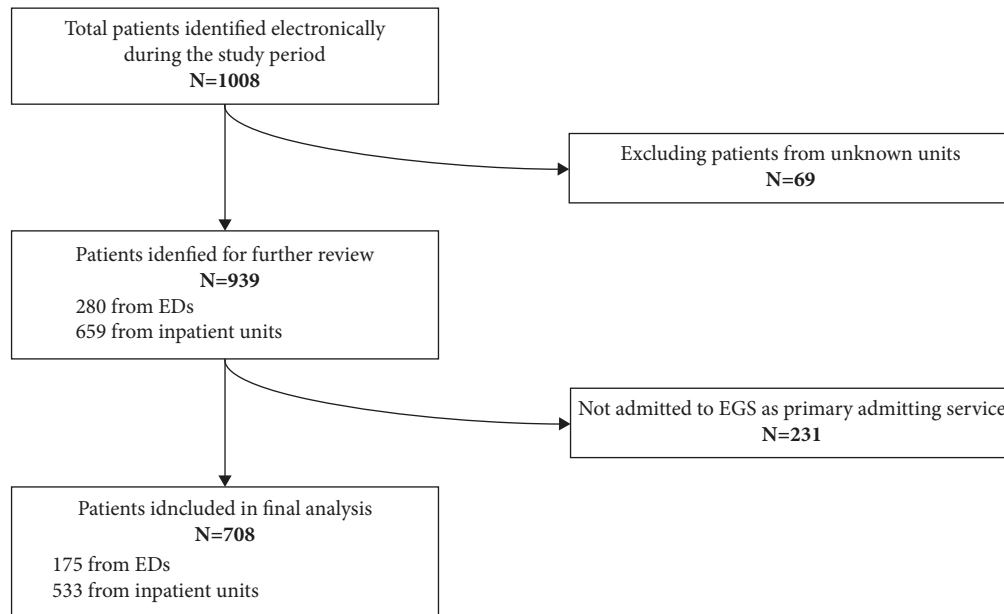 Total patients identified electronically
during the study period
N=1008
Excluding patients from unknown units
N=69
Patients idenfied for further review
N=939
280 from EDs
659 from inpatient units
Not admitted to EGS as primary admitting service
N=231
Patients idncluded in final analysis
N=708
175 from EDs
533 from inpatient units